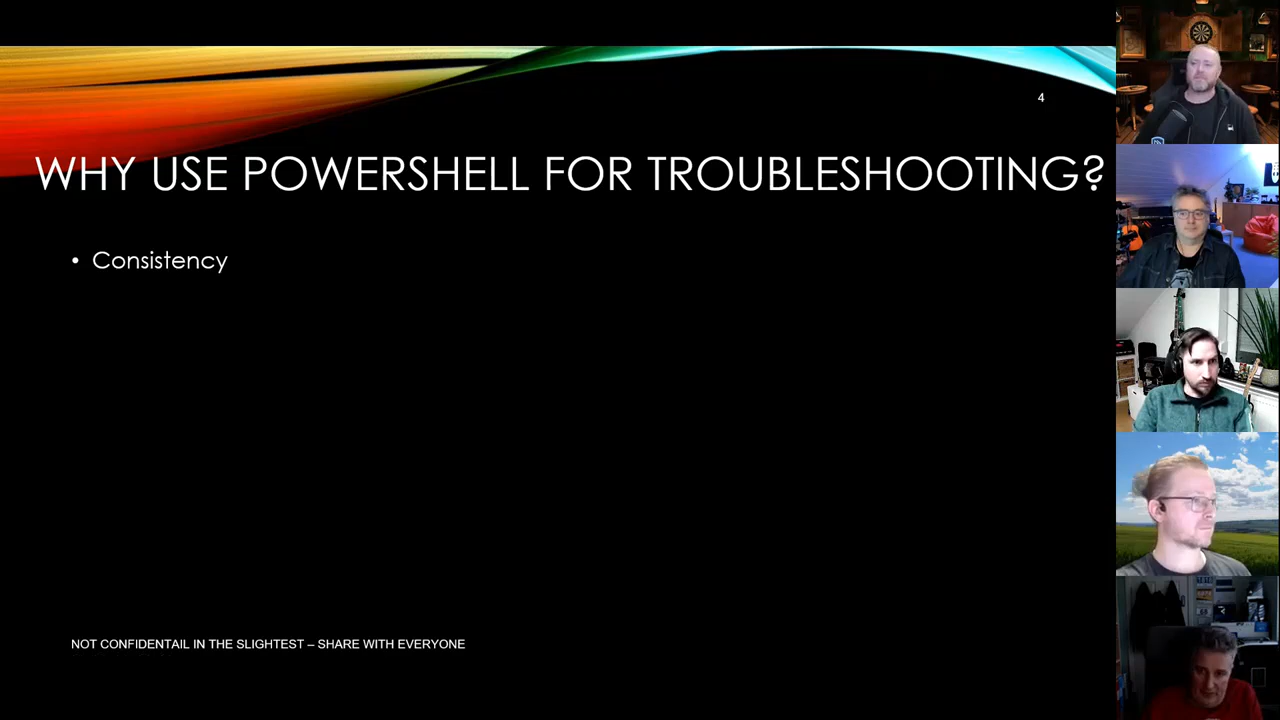 4
WHY USE POWERSHELL FOR TROUBLESHOOTING?
• Consistency
NOT CONFIDENTAIL IN THE SLIGHTEST – SHARE WITH EVERYONE